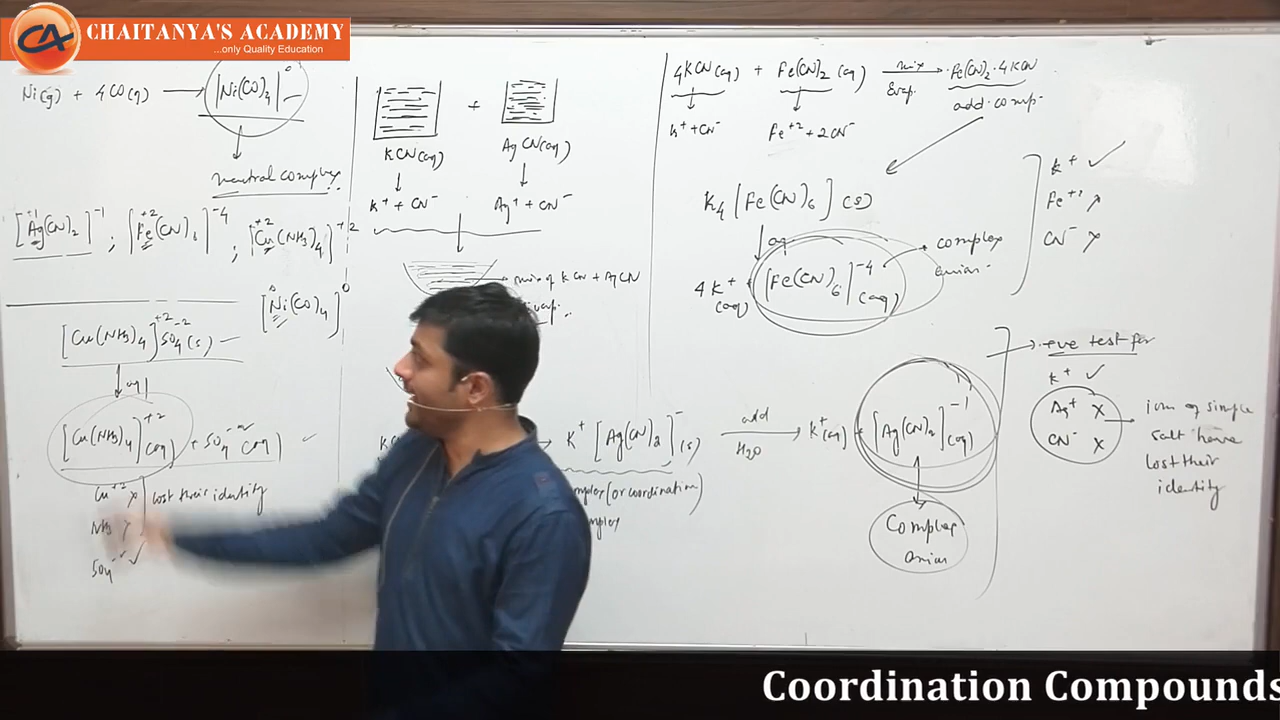 CHAITANYA'S ACADEMY
...only Quality Education
CA
Ni(g) + 4CO(g) → [Ni(CO)4]
neutral complex
[Ag(CN)2]⁻¹ ; [Fe(CN)6]⁻⁴ ; [Cu(NH3)4]⁺²
+1 +2 +2
[Ni(CO)4]⁰
[Cu(NH3)4]⁺²SO4⁻²(s)
aq
[Cu(NH3)4]⁺²(aq) + SO4⁻²(aq) ✓
Cu⁺² ✗
NH3 ✗
SO4⁻² ✓
lost their identity
+
KCN(aq) AgCN(aq)
K⁺ + CN⁻ Ag⁺ + CN⁻
mix of KCN + AgCN
→ K⁺ [Ag(CN)2]⁻(s)
(or coordination)
add
H2O
→ K⁺(aq) + [Ag(CN)2]⁻¹(aq)
Complex
anion
4KCN(aq) + Fe(CN)2 (aq) → Fe(CN)2·4KCN
mix
Evap.
add. comp.
K⁺ + CN⁻ Fe⁺² + 2CN⁻
K4[Fe(CN)6](s)
aq
4K⁺(aq) + [Fe(CN)6]⁻⁴(aq)
complex
anion
K⁺ ✓
Fe⁺² ✗
CN⁻ ✗
→ +eve test for
K⁺ ✓
Ag⁺ ✗
CN⁻ ✗
→ ions of simple
salt have
lost their
identity
Coordination Compounds